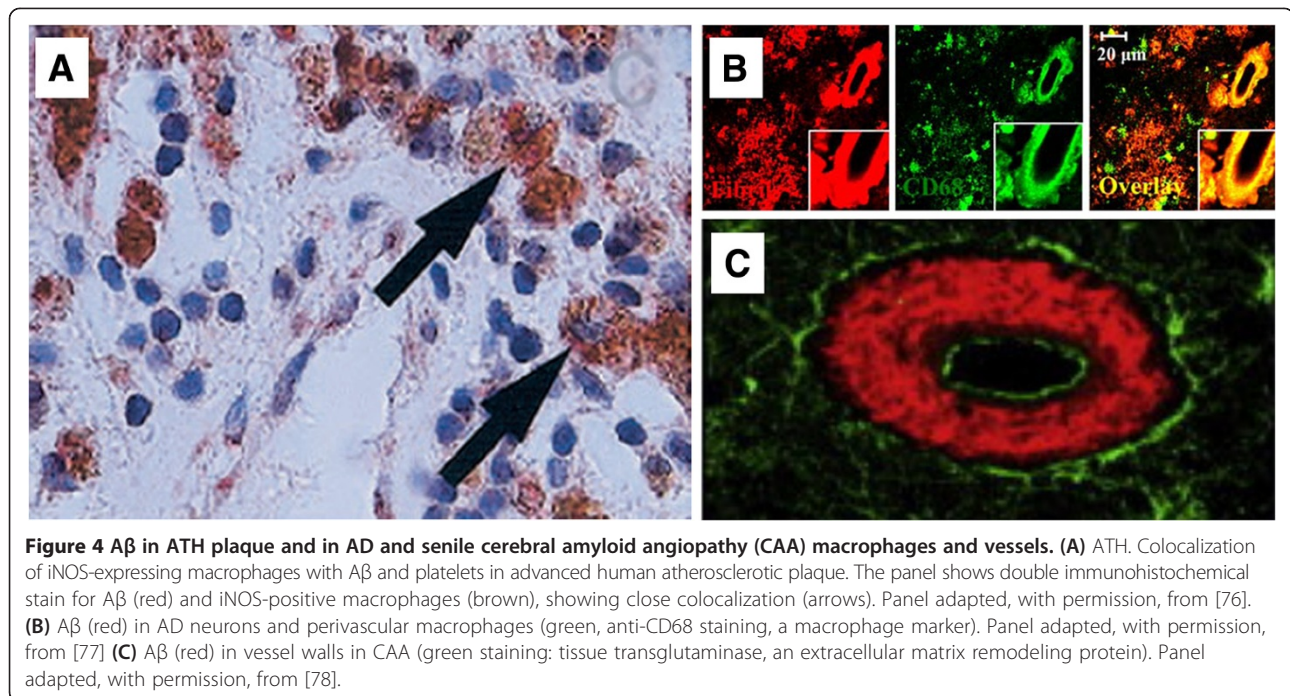 A
C
B
20 µm
CD68
Overlay
C
Figure 4 Aβ in ATH plaque and in AD and senile cerebral amyloid angiopathy (CAA) macrophages and vessels. (A) ATH. Colocalization
of iNOS-expressing macrophages with Aβ and platelets in advanced human atherosclerotic plaque. The panel shows double immunohistochemical
stain for Aβ (red) and iNOS-positive macrophages (brown), showing close colocalization (arrows). Panel adapted, with permission, from [76].
(B) Aβ (red) in AD neurons and perivascular macrophages (green, anti-CD68 staining, a macrophage marker). Panel adapted, with permission,
from [77] (C) Aβ (red) in vessel walls in CAA (green staining: tissue transglutaminase, an extracellular matrix remodeling protein). Panel
adapted, with permission, from [78].